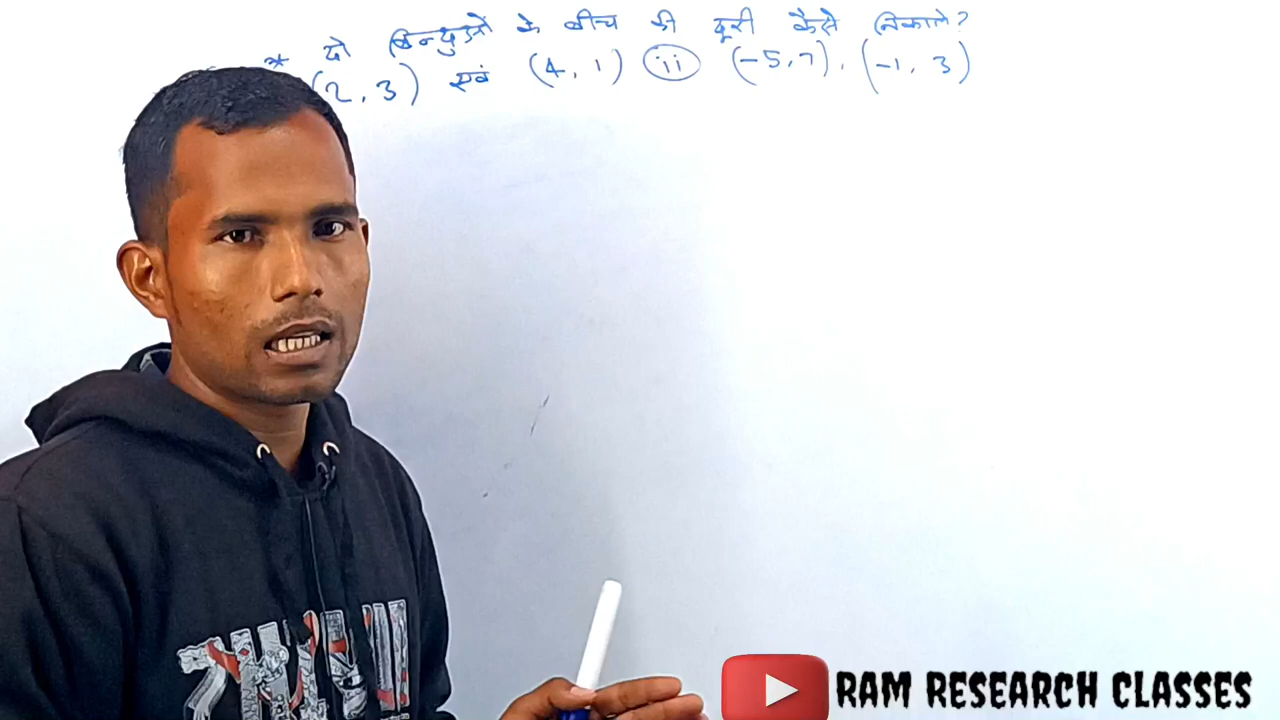 * दो बिन्दुओं के बीच की दूरी कैसे निकाले?
(2, 3) एवं (4, 1) ii (-5, 7), (-1, 3)
RAM RESEARCH CLASSES